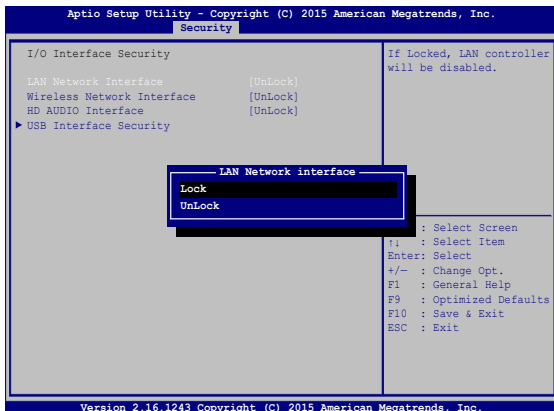 Aptio Setup Utility - Copyright (C) 2015 American Megatrends, Inc.
Security
I/O Interface Security
LAN Network Interface [UnLock]
Wireless Network Interface [UnLock]
HD AUDIO Interface [UnLock]
USB Interface Security
If Locked, LAN controller
will be disabled.
LAN Network interface
Lock
UnLock
: Select Screen
↑↓ : Select Item
Enter: Select
+/— : Change Opt.
F1 : General Help
F9 : Optimized Defaults
F10 : Save & Exit
ESC : Exit
Version 2.16.1243 Copyright (C) 2015 American Megatrends, Inc.